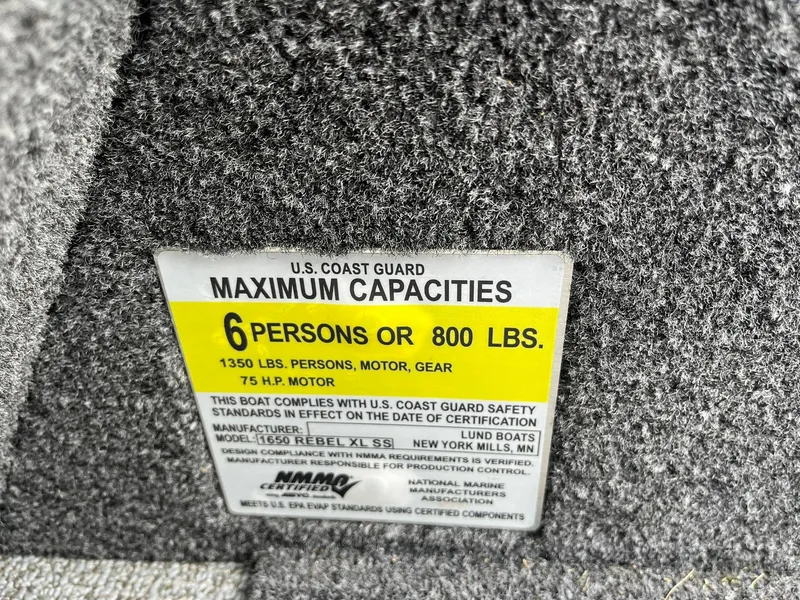 U.S. COAST GUARD
MAXIMUM CAPACITIES
6 PERSONS OR 800 LBS.
1350 LBS. PERSONS, MOTOR, GEAR
75 H.P. MOTOR
THIS BOAT COMPLIES WITH U.S. COAST GUARD SAFETY
STANDARDS IN EFFECT ON THE DATE OF CERTIFICATION
MANUFACTURER: LUND BOATS
MODEL: 1650 REBEL XL SS NEW YORK MILLS, MN
DESIGN COMPLIANCE WITH NMMA REQUIREMENTS IS VERIFIED.
MANUFACTURER RESPONSIBLE FOR PRODUCTION CONTROL.
NMMA
CERTIFIED
NATIONAL MARINE
MANUFACTURERS
ASSOCIATION
MEETS U.S. EPA EVAP STANDARDS USING CERTIFIED COMPONENTS